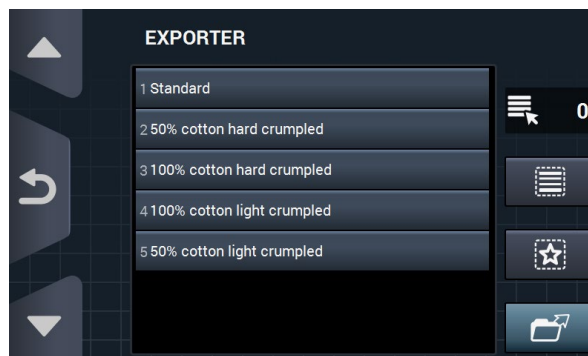 EXPORTER
1 Standard
0
2 50% cotton hard crumpled
3 100% cotton hard crumpled
4 100% cotton light crumpled
5 50% cotton light crumpled